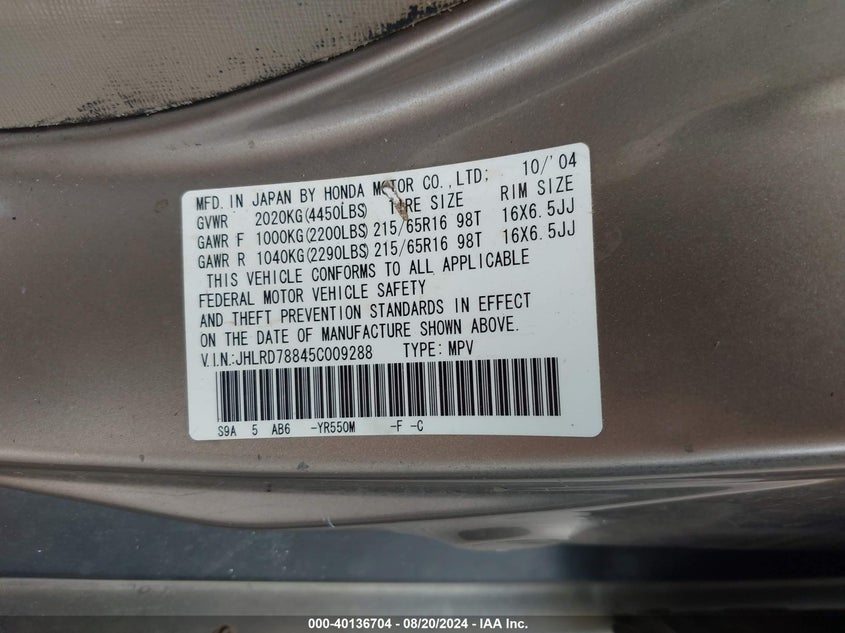 MFD. IN JAPAN BY HONDA MOTOR CO.,LTD; 10/'04
GVWR 2020KG(4450LBS) TIRE SIZE RIM SIZE
GAWR F 1000KG(2200LBS) 215/65R16 98T 16X6.5JJ
GAWR R 1040KG(2290LBS) 215/65R16 98T 16X6.5JJ
THIS VEHICLE CONFORMS TO ALL APPLICABLE
FEDERAL MOTOR VEHICLE SAFETY
AND THEFT PREVENTION STANDARDS IN EFFECT
ON THE DATE OF MANUFACTURE SHOWN ABOVE.
V.I.N.:JHLRD78845C009288 TYPE: MPV
S9A 5 AB6 -YR550M -F -C
000-40136704 - 08/20/2024 - IAA Inc.